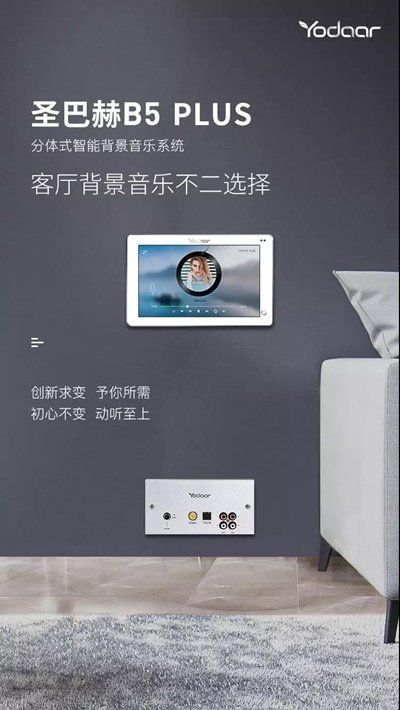 Yodaar
圣巴赫B5 PLUS
分体式智能背景音乐系统
客厅背景音乐不二选择
Yodaar
创新求变 予你所需
初心不变 动听至上
Yodaar